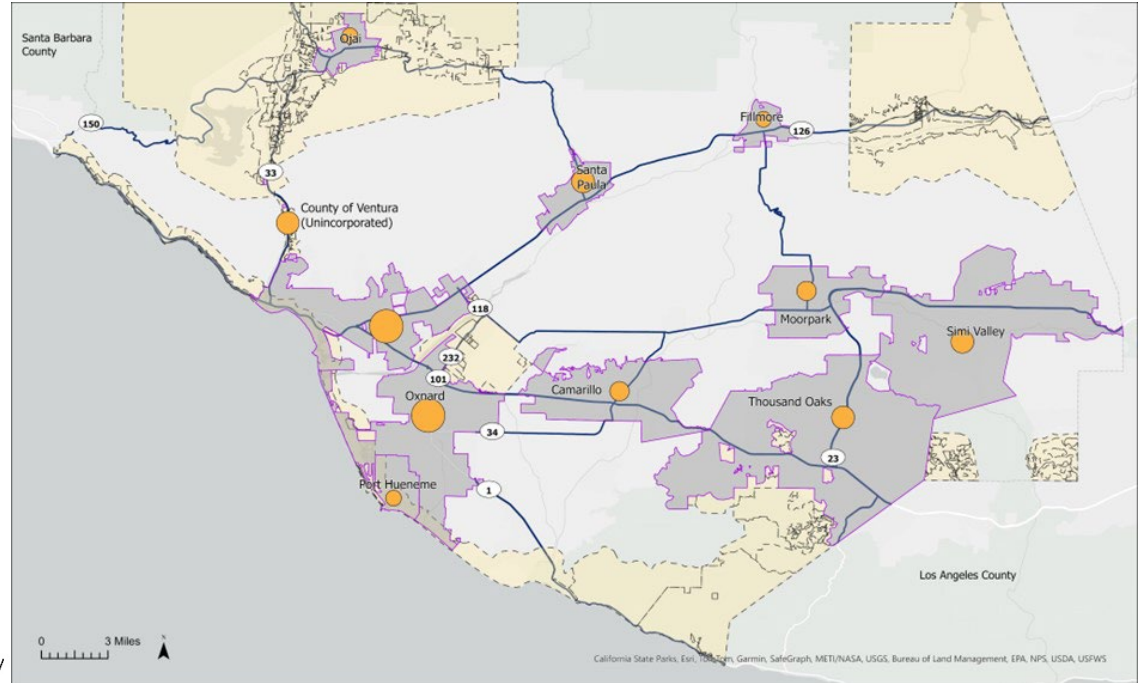 Santa Barbara
County
Ojai
150
Fillmore
126
33
Santa
Paula
County of Ventura
(Unincorporated)
118
Moorpark
Simi Valley
232
101
Camarillo
Oxnard
Thousand Oaks
34
23
Port Hueneme
1
Los Angeles County
0 3 Miles
N
California State Parks, Esri, TomTom, Garmin, SafeGraph, METI/NASA, USGS, Bureau of Land Management, EPA, NPS, USDA, USFWS
y